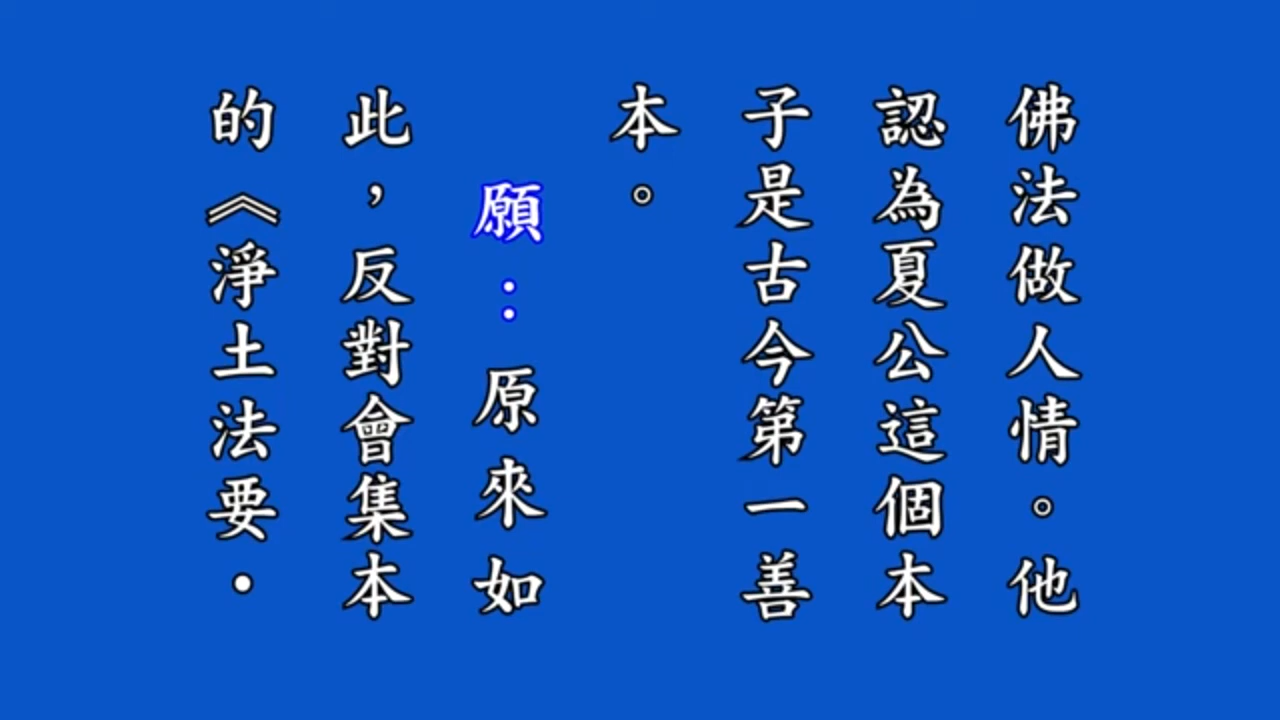 佛法做人情。他
認為夏公這個本
子是古今第一善
本。
願：原來如
此，反對會集本
的《淨土法要·